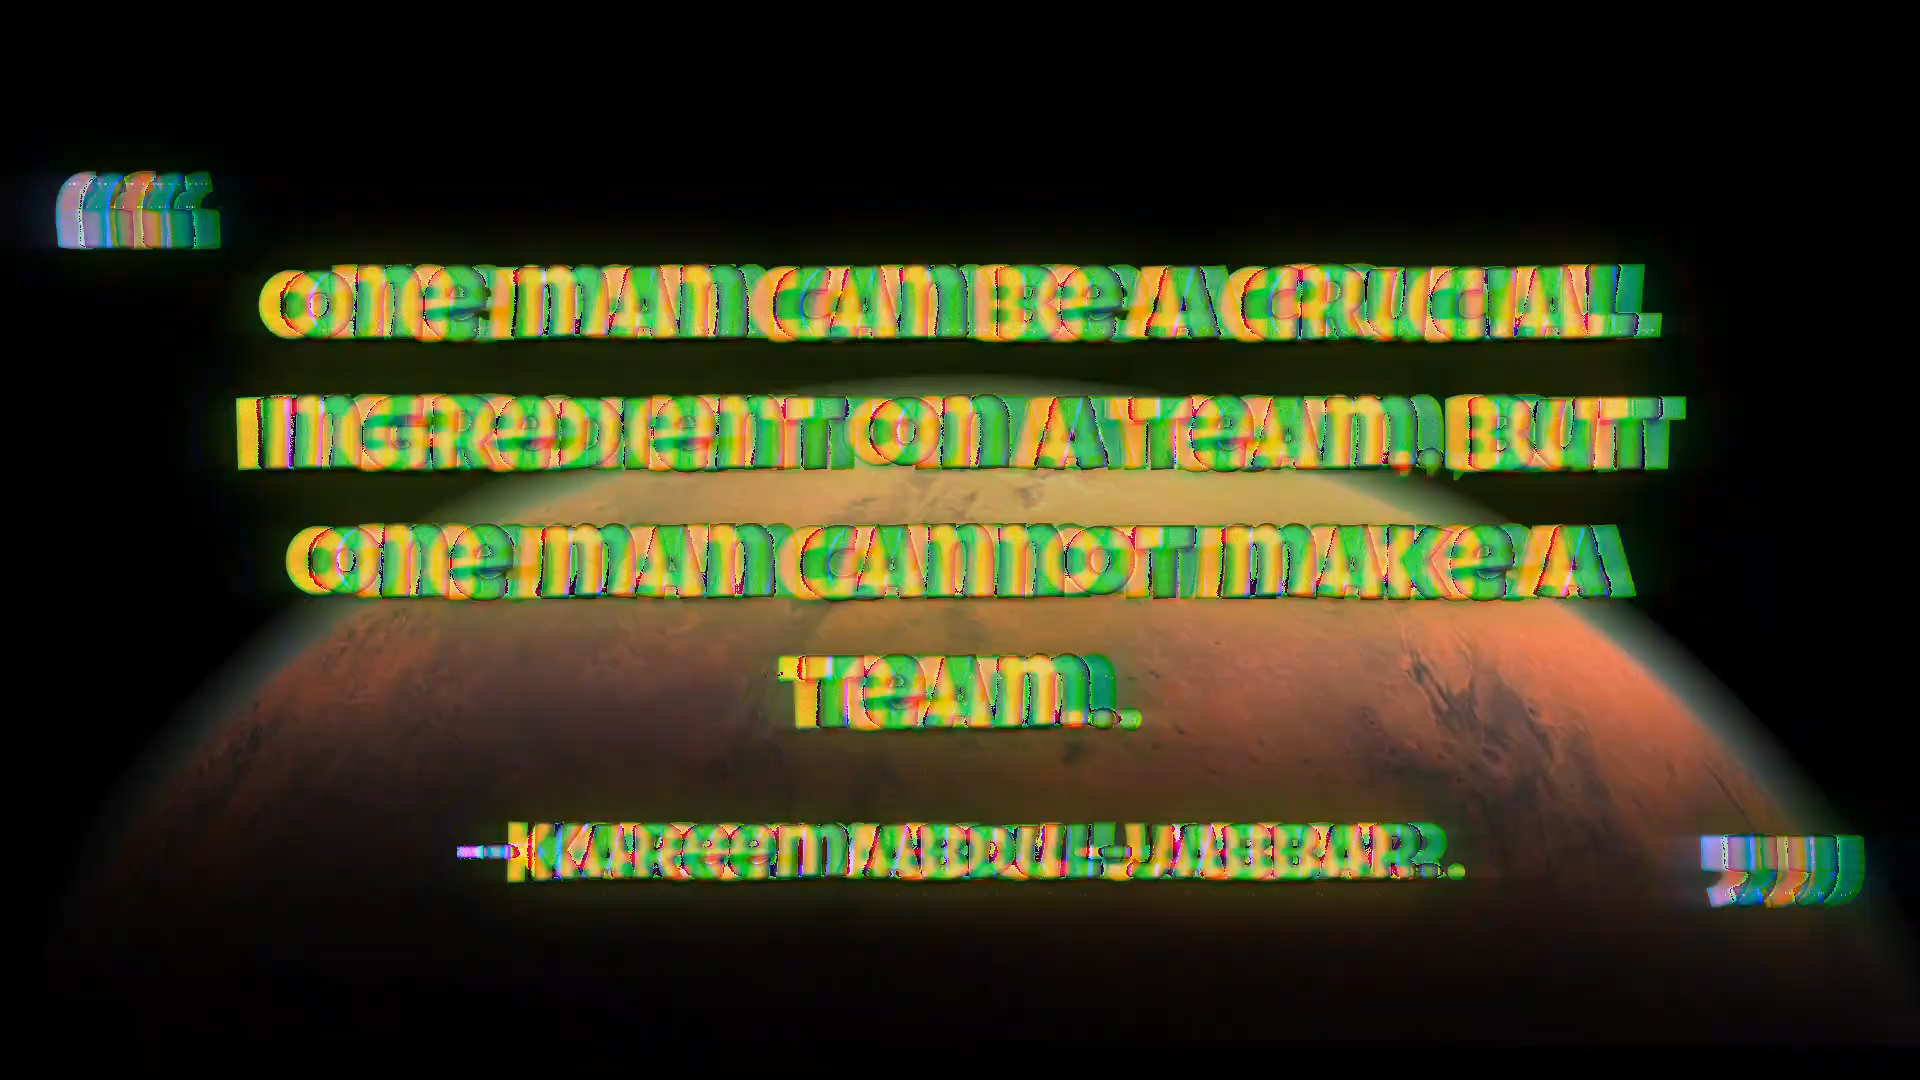 “
one man can be a crucial
ingredient on a team, but
one man cannot make a
team.
- Kareem Abdul-Jabbar.
”